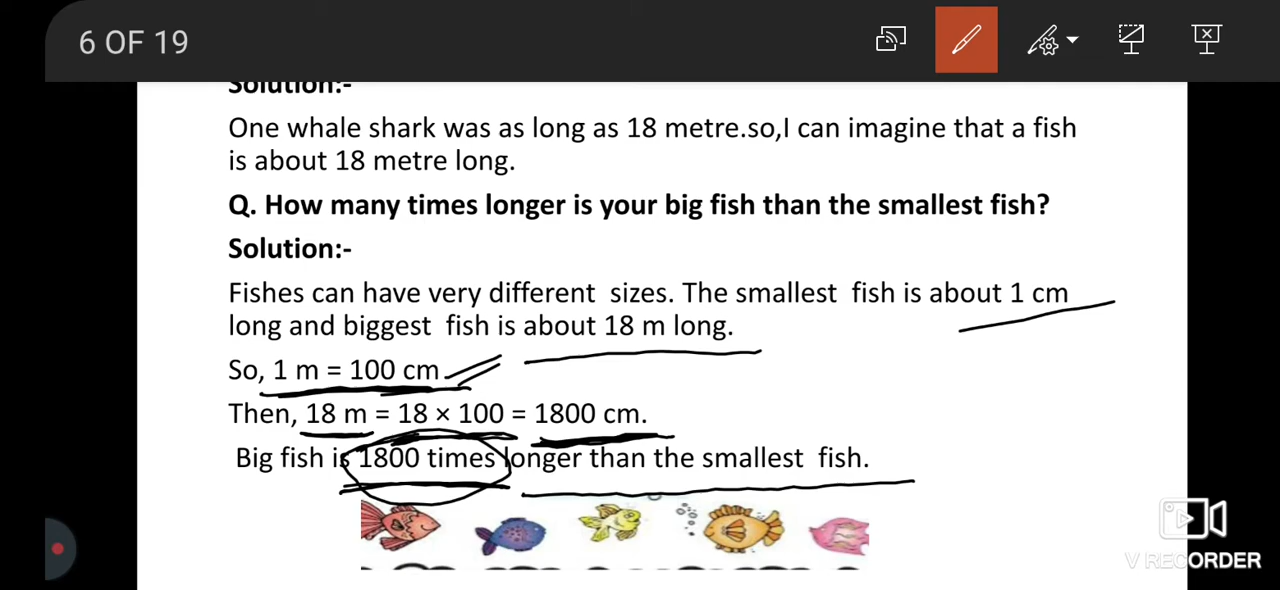 6 OF 19
Solution:-
One whale shark was as long as 18 metre.so,I can imagine that a fish
is about 18 metre long.
Q. How many times longer is your big fish than the smallest fish?
Solution:-
Fishes can have very different sizes. The smallest fish is about 1 cm
long and biggest fish is about 18 m long.
So, 1 m = 100 cm
Then, 18 m = 18 × 100 = 1800 cm.
Big fish is 1800 times longer than the smallest fish.
V RECORDER